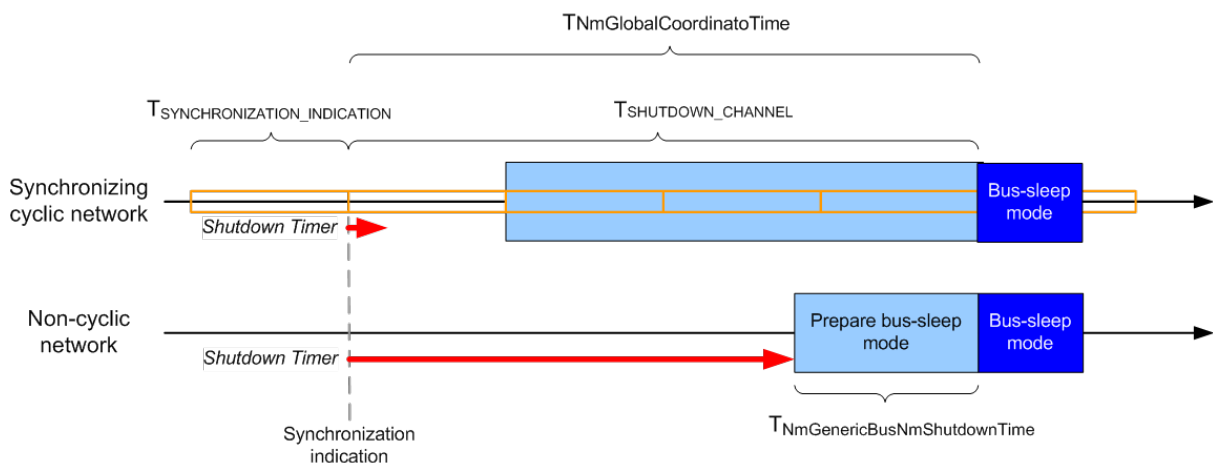 TNmGlobalCoordinatoTime
TSYNCHRONIZATION_INDICATION
TSHUTDOWN_CHANNEL
Synchronizing
cyclic network
Bus-sleep
mode
Shutdown Timer
Non-cyclic
network
Prepare bus-sleep
mode
Bus-sleep
mode
Shutdown Timer
TNmGenericBusNmShutdownTime
Synchronization
indication